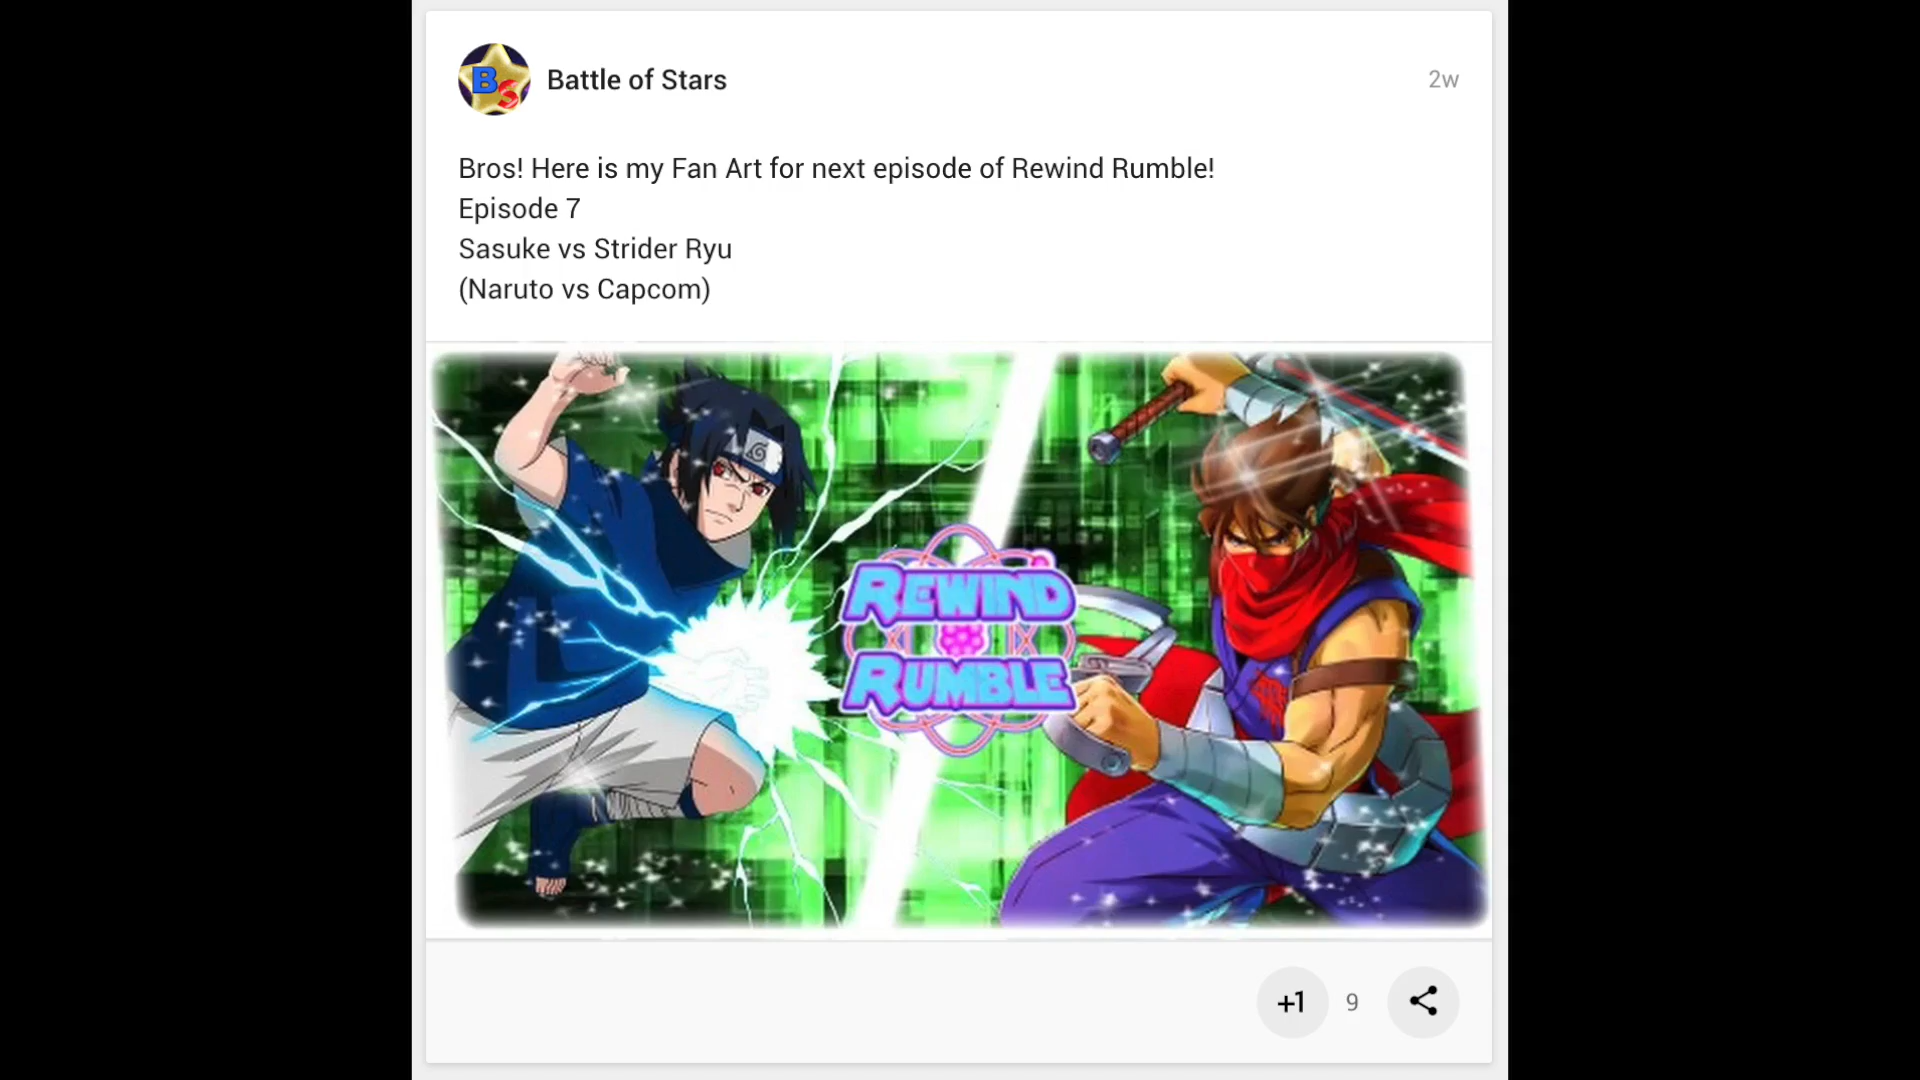 BS
Battle of Stars
2w
Bros! Here is my Fan Art for next episode of Rewind Rumble!
Episode 7
Sasuke vs Strider Ryu
(Naruto vs Capcom)
REWIND
RUMBLE
+1
9